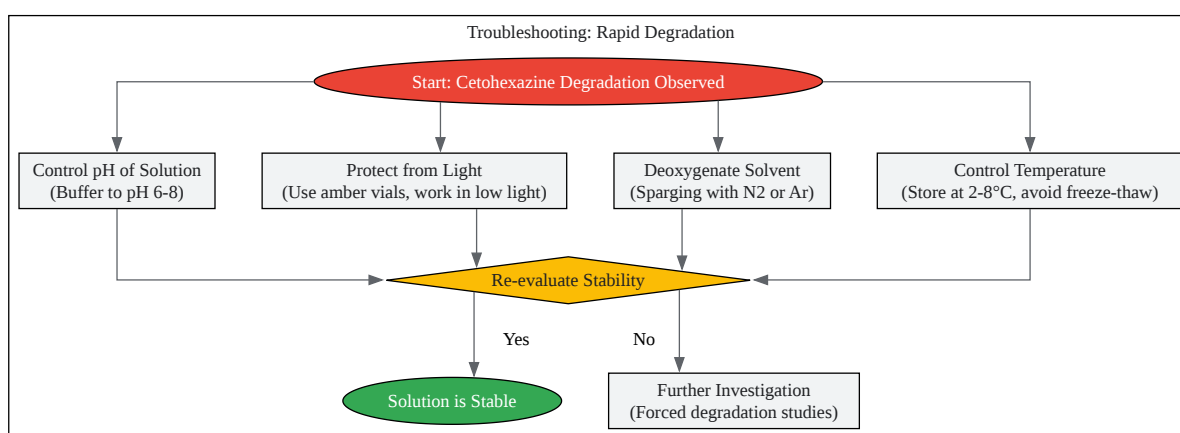 Troubleshooting: Rapid Degradation
Start: Cetohexazine Degradation Observed
Control pH of Solution
(Buffer to pH 6-8)
Protect from Light
(Use amber vials, work in low light)
Deoxygenate Solvent
(Sparging with N2 or Ar)
Control Temperature
(Store at 2-8°C, avoid freeze-thaw)
Re-evaluate Stability
Yes
No
Solution is Stable
Further Investigation
(Forced degradation studies)